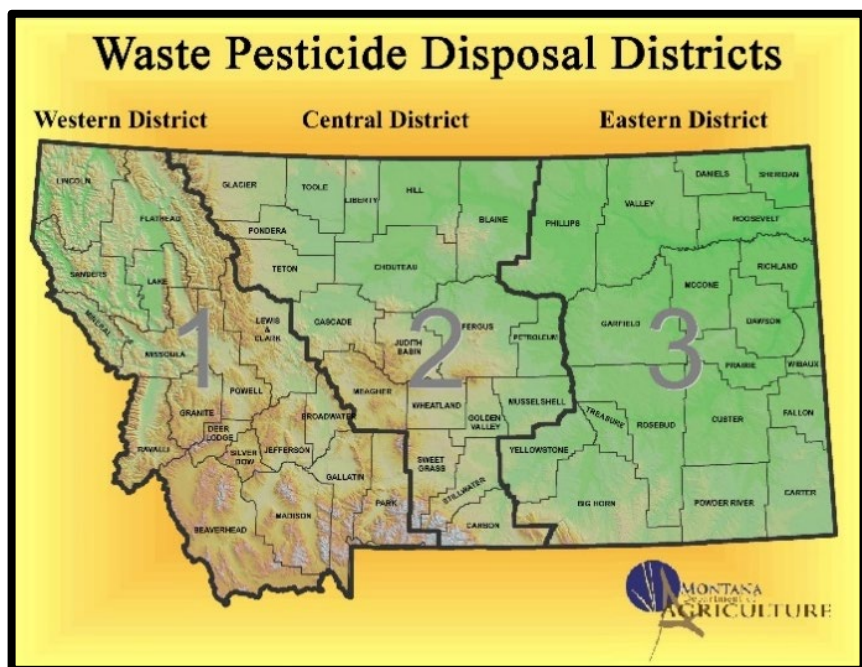 Waste Pesticide Disposal Districts
Western District
Central District
Eastern District
LINCOLN
FLATHEAD
SANDERS
LAKE
MINERAL
MISSOULA
LEWIS
&
CLARK
POWELL
GRANITE
DEER
LODGE
RAVALLI
SILVER
BOW
JEFFERSON
BROADWATER
GALLATIN
PARK
MADISON
BEAVERHEAD
1
GLACIER
TOOLE
LIBERTY
HILL
BLAINE
PONDERA
TETON
CHOUTEAU
CASCADE
JUDITH
BASIN
FERGUS
PETROLEUM
MEAGHER
WHEATLAND
GOLDEN
VALLEY
MUSSELSHELL
SWEET
GRASS
STILLWATER
CARBON
2
PHILLIPS
VALLEY
DANIELS
SHERIDAN
ROOSEVELT
RICHLAND
MCCONE
GARFIELD
DAWSON
PRAIRIE
WIBAUX
TREASURE
ROSEBUD
CUSTER
FALLON
YELLOWSTONE
BIG HORN
POWDER RIVER
CARTER
3
MONTANA
Department of
AGRICULTURE